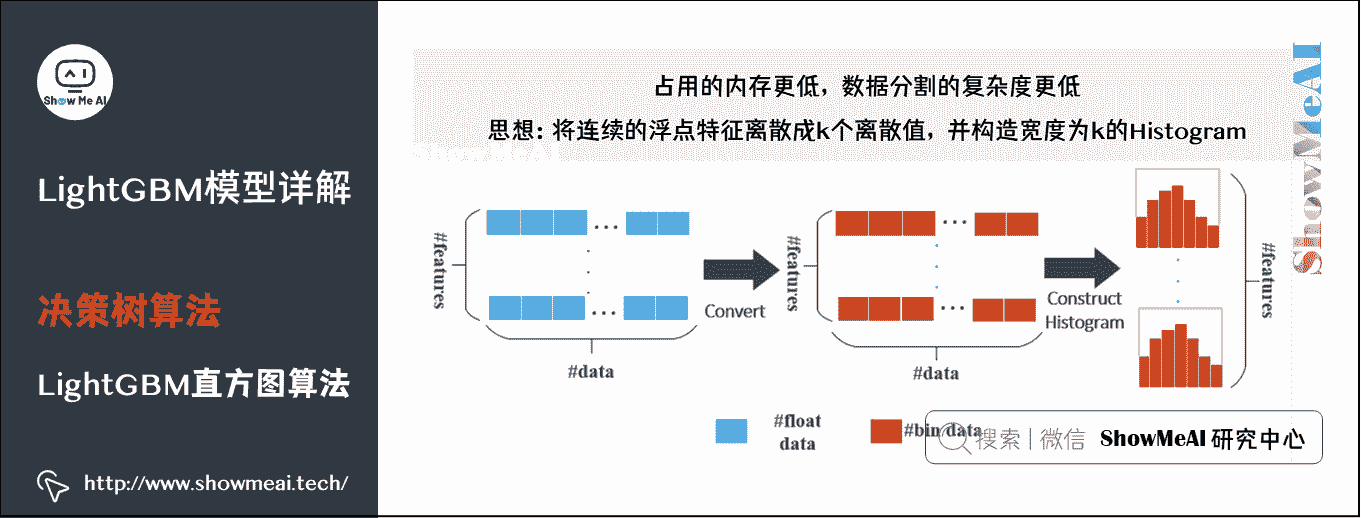 Show Me AI
LightGBM模型详解
决策树算法
LightGBM直方图算法
http://www.showmeai.tech/
占用的内存更低，数据分割的复杂度更低
思想：将连续的浮点特征离散成k个离散值，并构造宽度为k的Histogram
ShowMeAI
ShowMeAI
#features
#data
Convert
#features
#data
Construct
Histogram
#features
#float
data
#bin data
搜索 | 微信 ShowMeAI 研究中心